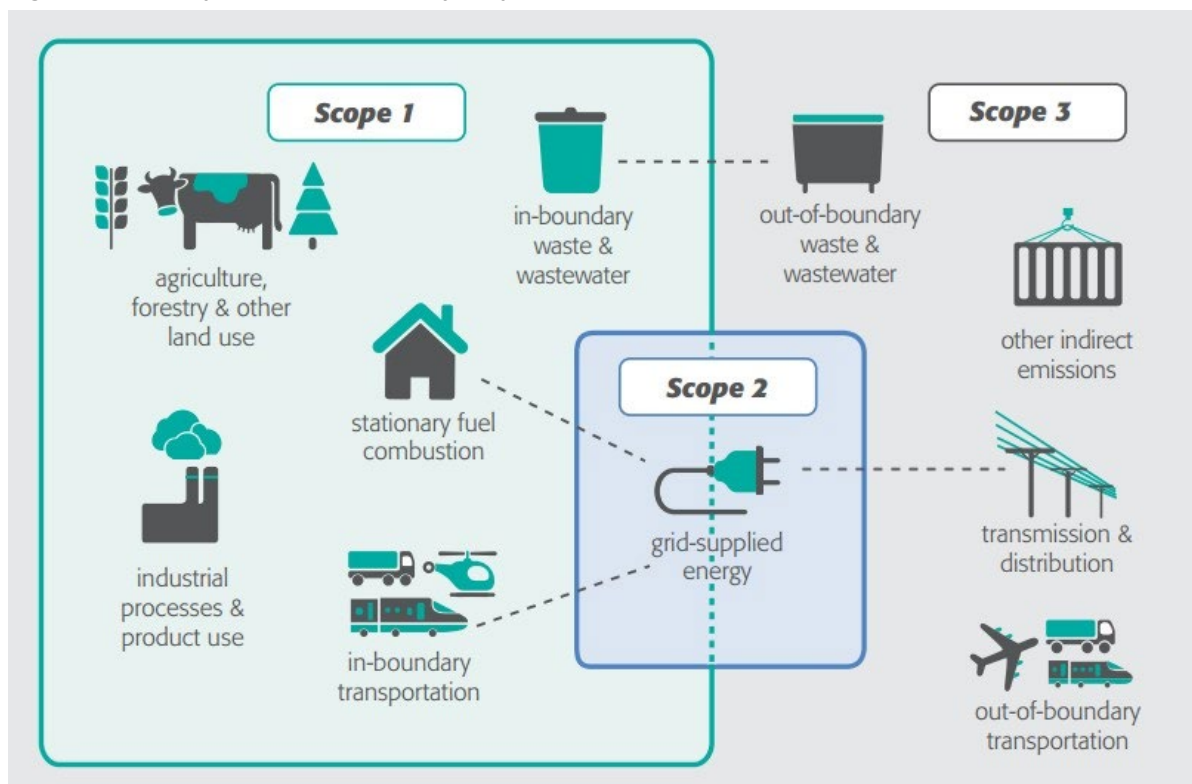 Scope 1
Scope 3
in-boundary
waste &
wastewater
out-of-boundary
waste &
wastewater
agriculture,
forestry & other
land use
other indirect
emissions
Scope 2
stationary fuel
combustion
grid-supplied
energy
transmission &
distribution
industrial
processes &
product use
in-boundary
transportation
out-of-boundary
transportation